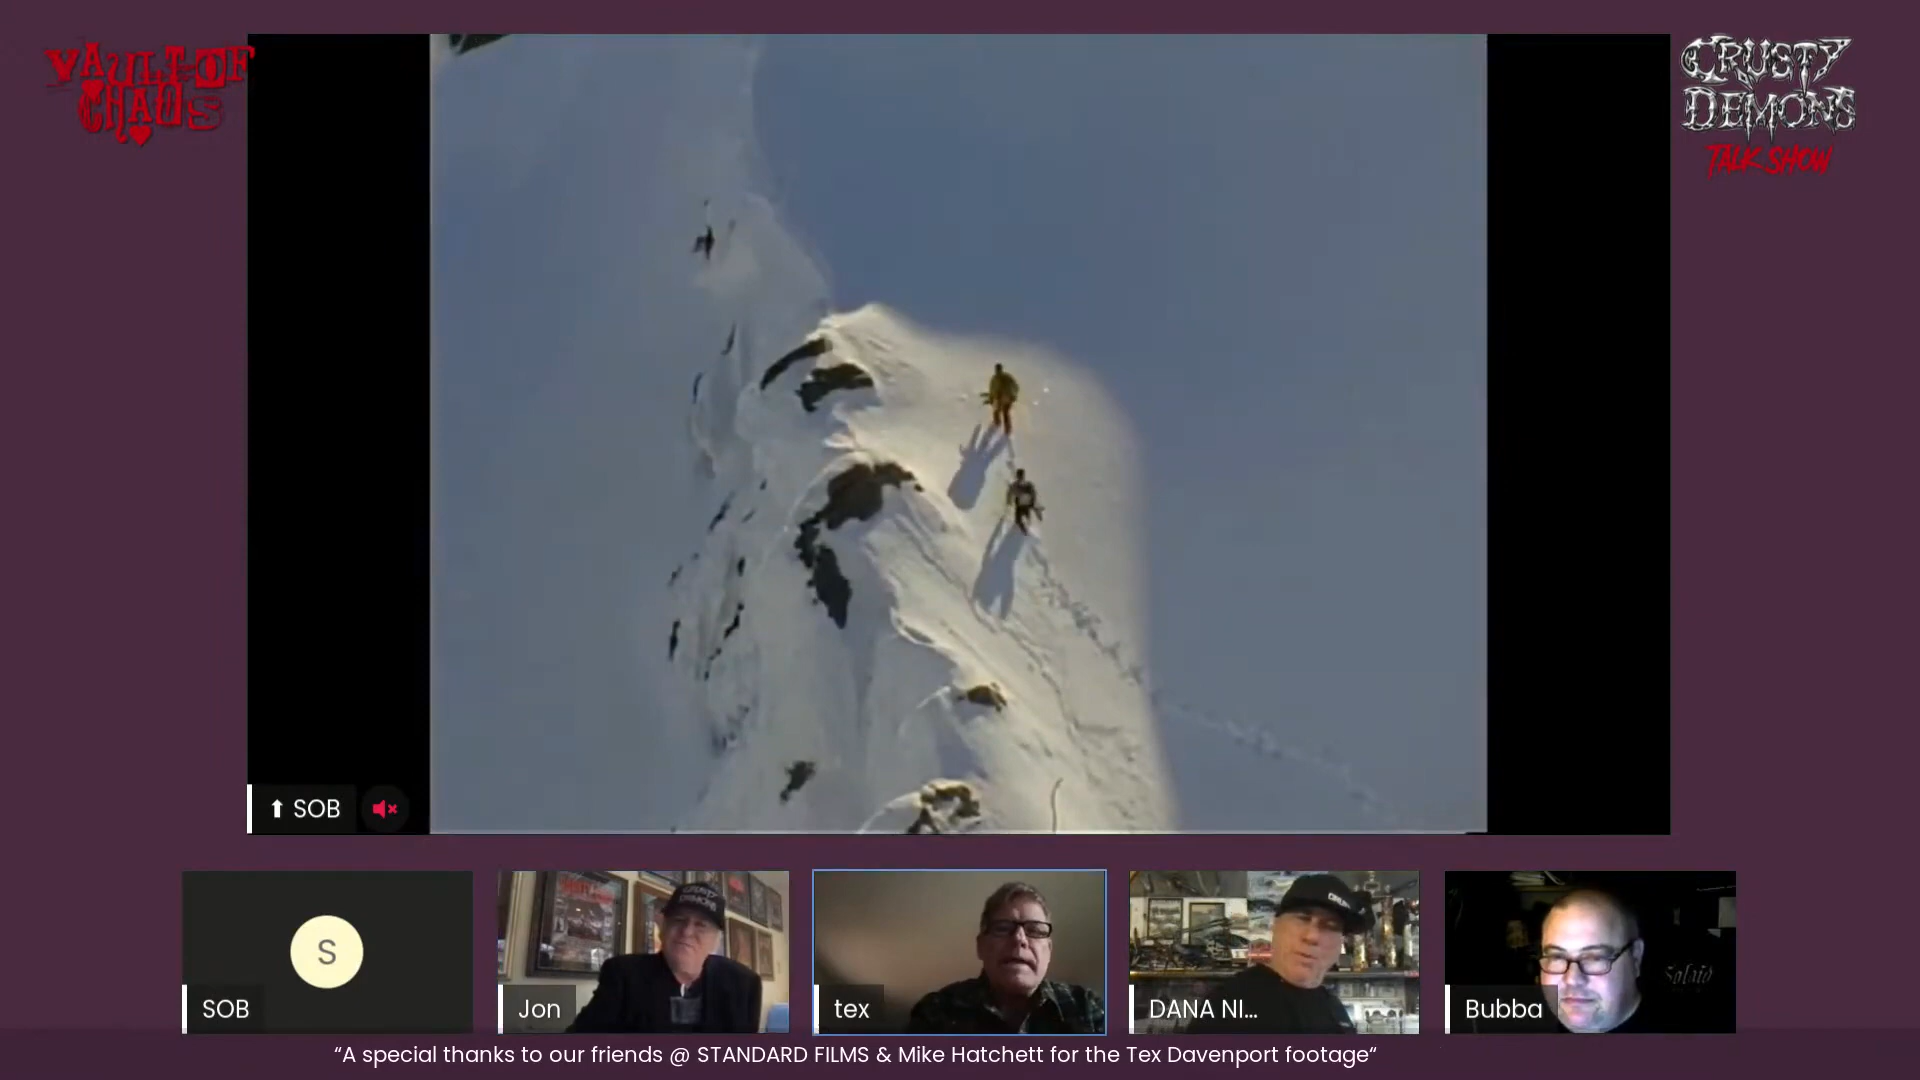 VAULT OF
CHAOS
CRUSTY
DEMONS
TALK SHOW
SOB
S
SOB
Jon
tex
DANA NI...
Bubba
“A special thanks to our friends @ STANDARD FILMS & Mike Hatchett for the Tex Davenport footage“